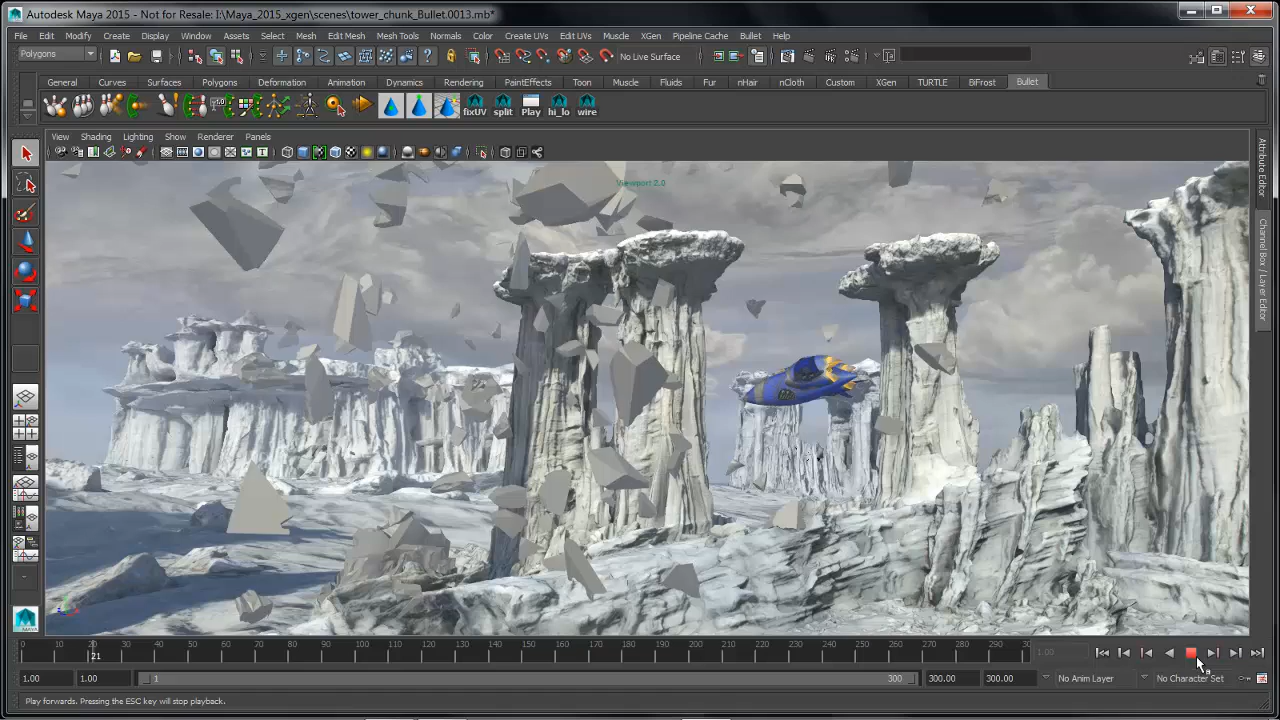 Autodesk Maya 2015 - Not for Resale: I:\Maya_2015_xgen\scenes\tower_chunk_Bullet.0013.mb*
File Edit Modify Create Display Window Assets Select Mesh Edit Mesh Mesh Tools Normals Color Create UVs Edit UVs Muscle XGen Pipeline Cache Bullet Help
Polygons No Live Surface
General Curves Surfaces Polygons Deformation Animation Dynamics Rendering PaintEffects Toon Muscle Fluids Fur nHair nCloth Custom XGen TURTLE BiFrost Bullet
fixUV split Play hi_lo wire
View Shading Lighting Show Renderer Panels
Viewport 2.0
Attribute Editor
Channel Box / Layer Editor
0 10 20 30 40 50 60 70 80 90 100 110 120 130 140 150 160 170 180 190 200 210 220 230 240 250 260 270 280 290 30
21
1.00
1.00 1.00 1 300 300.00 300.00 No Anim Layer No Character Set
Play forwards. Pressing the ESC key will stop playback.